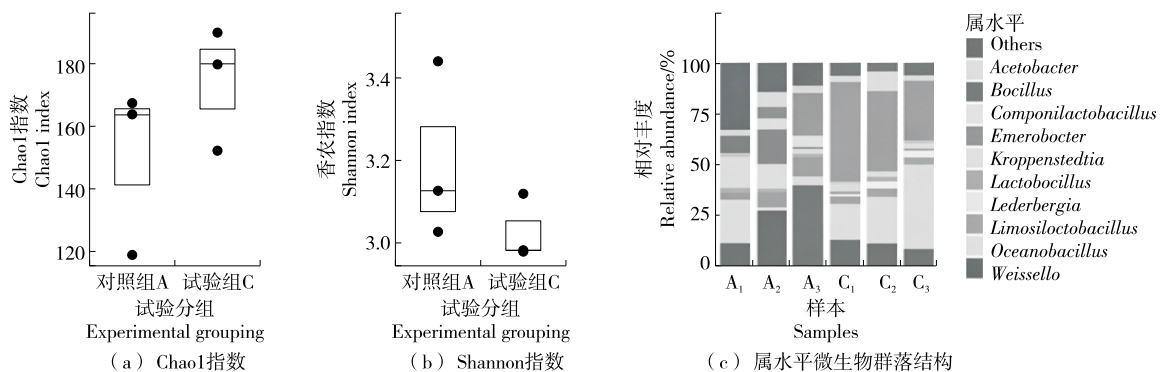 Chao1指数
Chao1 index
180
160
140
120
对照组A
试验组C
试验分组
Experimental grouping
（a） Chao1指数
香农指数
Shannon index
3.4
3.2
3.0
对照组A
试验组C
试验分组
Experimental grouping
（b） Shannon指数
相对丰度
Relative abundance/%
100
75
50
25
0
A₁
A₂
A₃
C₁
C₂
C₃
样本
Samples
（c） 属水平微生物群落结构
属水平
Others
Acetobacter
Bocillus
Componilactobacillus
Emerobocter
Kroppenstedtia
Lactobocillus
Lederbergia
Limosiloctobacillus
Oceanobacillus
Weissello